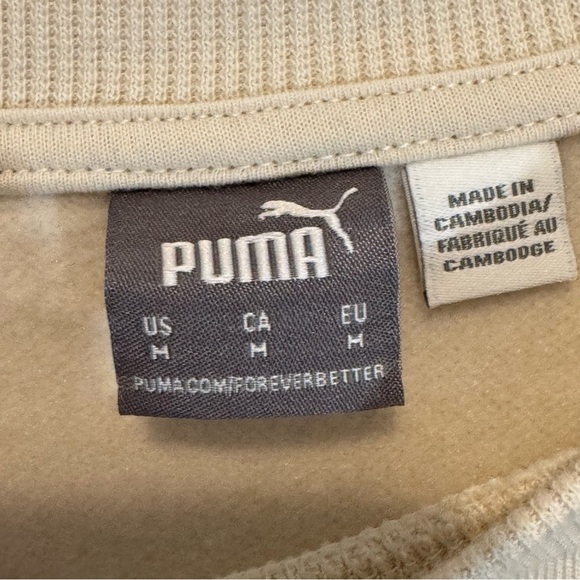 PUMA
US CA EU
M M M
PUMA.COM/FOREVERBETTER
MADE IN
CAMBODIA/
FABRIQUÉ AU
CAMBODGE